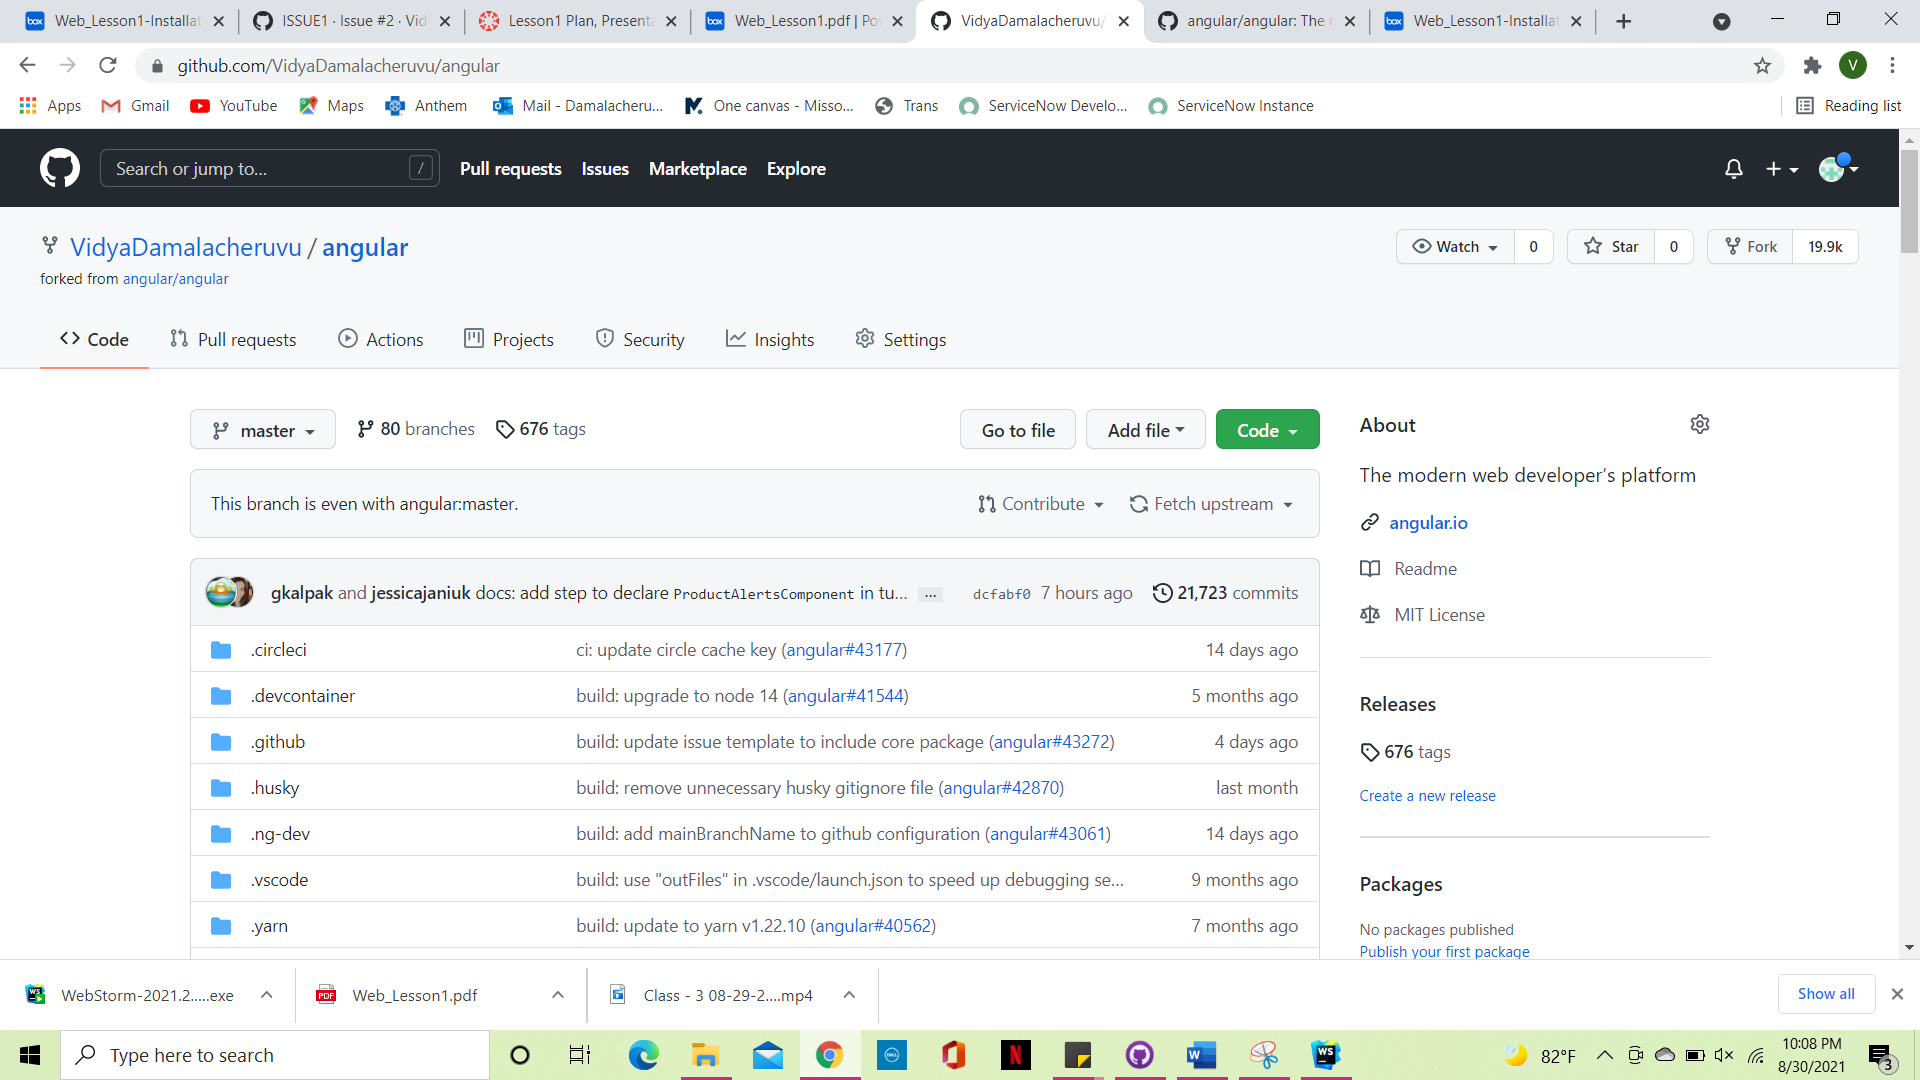 Web_Lesson1-Installat
ISSUE1 · Issue #2 · Vid
Lesson1 Plan, Presenta
Web_Lesson1.pdf | Po
VidyaDamalacheruvu/
angular/angular: The
Web_Lesson1-Installat
github.com/VidyaDamalacheruvu/angular
V
Apps
Gmail
YouTube
Maps
Anthem
Mail - Damalacheru...
One canvas - Misso...
Trans
ServiceNow Develo...
ServiceNow Instance
Reading list
Search or jump to...
/
Pull requests
Issues
Marketplace
Explore
VidyaDamalacheruvu / angular
forked from angular/angular
Watch
0
Star
0
Fork
19.9k
Code
Pull requests
Actions
Projects
Security
Insights
Settings
master
80 branches
676 tags
Go to file
Add file
Code
This branch is even with angular:master.
Contribute
Fetch upstream
gkalpak and jessicajaniuk docs: add step to declare ProductAlertsComponent in tu... ...
dcfabf0 7 hours ago
21,723 commits
.circleci ci: update circle cache key (angular#43177) 14 days ago
.devcontainer build: upgrade to node 14 (angular#41544) 5 months ago
.github build: update issue template to include core package (angular#43272) 4 days ago
.husky build: remove unnecessary husky gitignore file (angular#42870) last month
.ng-dev build: add mainBranchName to github configuration (angular#43061) 14 days ago
.vscode build: use "outFiles" in .vscode/launch.json to speed up debugging se... 9 months ago
.yarn build: update to yarn v1.22.10 (angular#40562) 7 months ago
About
The modern web developer's platform
angular.io
Readme
MIT License
Releases
676 tags
Create a new release
Packages
No packages published
Publish your first package
WebStorm-2021.2.....exe
PDF
Web_Lesson1.pdf
Class - 3 08-29-2....mp4
Show all
Type here to search
82°F
10:08 PM
8/30/2021
3